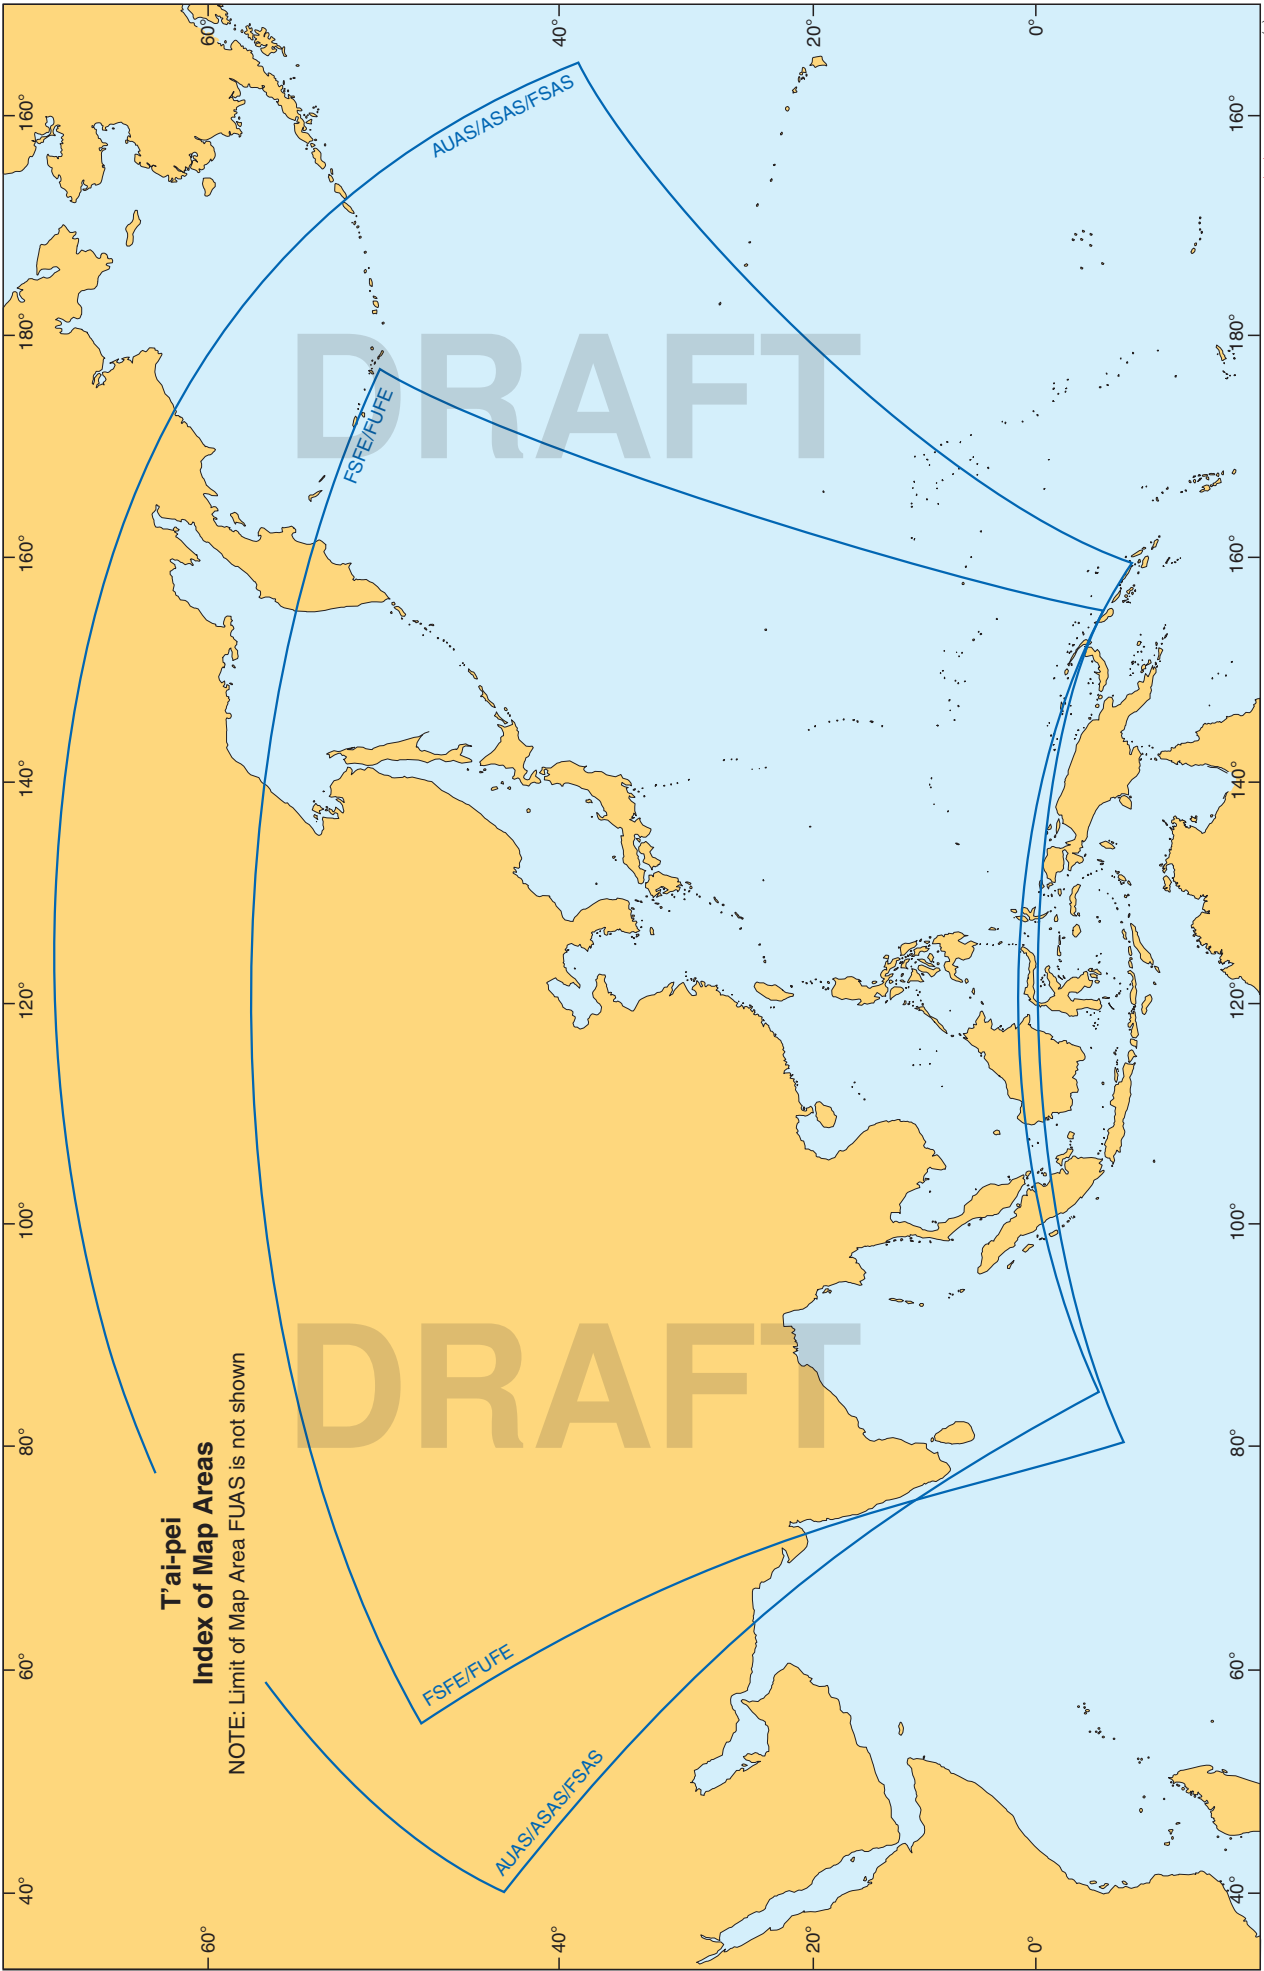 T'ai-pei
Index of Map Areas
NOTE: Limit of Map Area FUAS is not shown
40°
60°
80°
100°
120°
140°
160°
180°
160°
60°
40°
20°
0°
AUAS/ASAS/FSAS
FSFE/FUFE
FSFE/FUFE
AUAS/ASAS/FSAS
DRAFT
DRAFT
60°
40°
20°
0°
40°
60°
80°
100°
120°
140°
160°
180°
160°